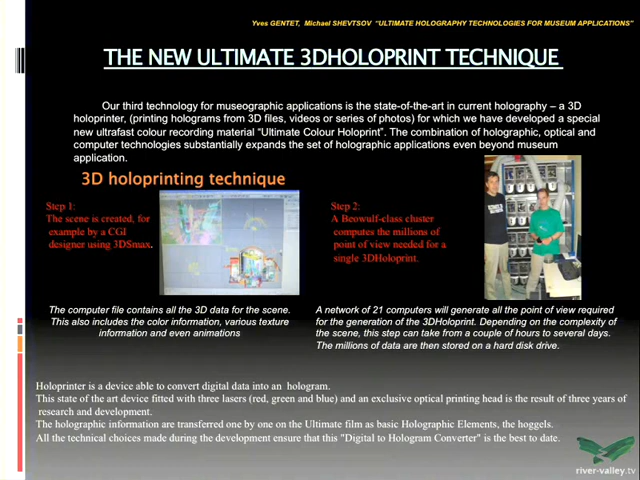 Yves GENTET, Michael SHEVTSOV "ULTIMATE HOLOGRAPHY TECHNOLOGIES FOR MUSEUM APPLICATIONS"
THE NEW ULTIMATE 3DHOLOPRINT TECHNIQUE
Our third technology for museographic applications is the state-of-the-art in current holography – a 3D
holoprinter, (printing holograms from 3D files, videos or series of photos) for which we have developed a special
new ultrafast colour recording material "Ultimate Colour Holoprint". The combination of holographic, optical and
computer technologies substantially expands the set of holographic applications even beyond museum
application.
3D holoprinting technique
Step 1:
The scene is created, for
example by a CGI
designer using 3DSmax.
Step 2:
A Beowulf-class cluster
computes the millions of
point of view needed for a
single 3DHoloprint.
The computer file contains all the 3D data for the scene.
This also includes the color information, various texture
information and even animations
A network of 21 computers will generate all the point of view required
for the generation of the 3DHoloprint. Depending on the complexity of
the scene, this step can take from a couple of hours to several days.
The millions of data are then stored on a hard disk drive.
Holoprinter is a device able to convert digital data into an hologram.
This state of the art device fitted with three lasers (red, green and blue) and an exclusive optical printing head is the result of three years of
research and development.
The holographic information are transferred one by one on the Ultimate film as basic Holographic Elements, the hoggels.
All the technical choices made during the development ensure that this "Digital to Hologram Converter" is the best to date.
river-valley.tv